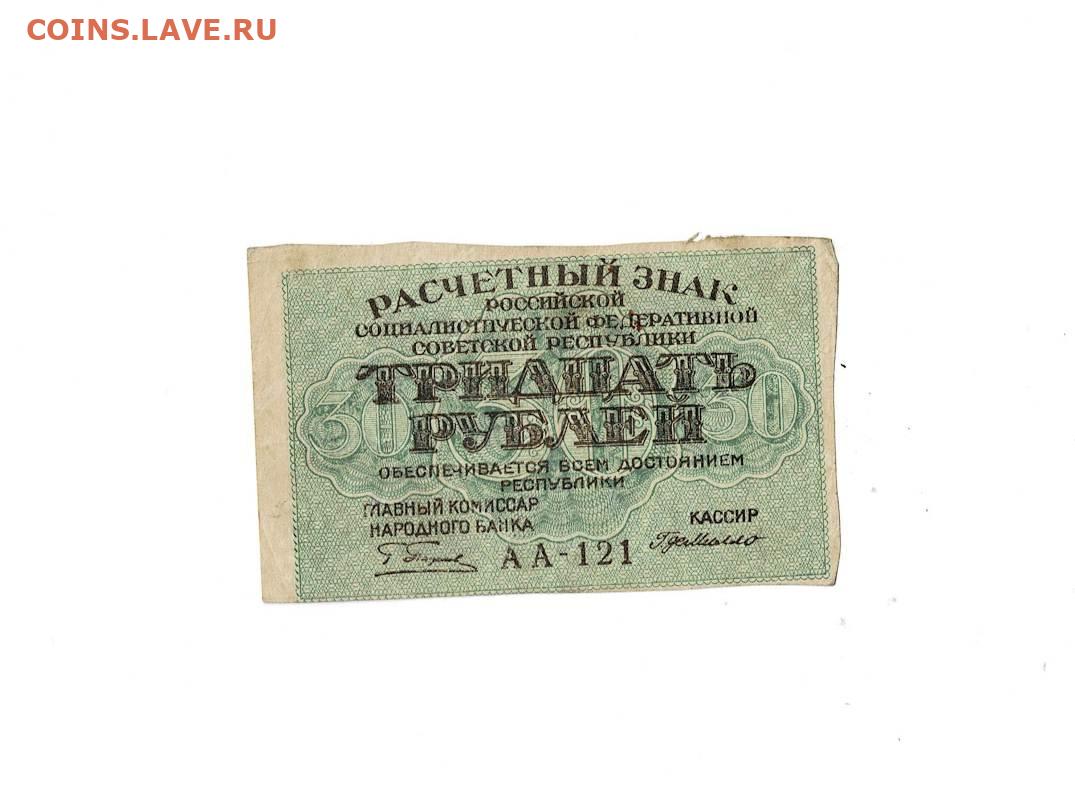 COINS.LAVE.RU
РАСЧЕТНЫЙ ЗНАК
РОССИЙСКОЙ
СОЦИАЛИСТИЧЕСКОЙ ФЕДЕРАТИВНОЙ
СОВЕТСКОЙ РЕСПУБЛИКИ
ТРИДЦАТЬ
РУБЛЕЙ
30 30 30
ОБЕСПЕЧИВАЕТСЯ ВСЕМ ДОСТОЯНИЕМ
РЕСПУБЛИКИ
ГЛАВНЫЙ КОМИССАР
НАРОДНОГО БАНКА
КАССИР
АА-121